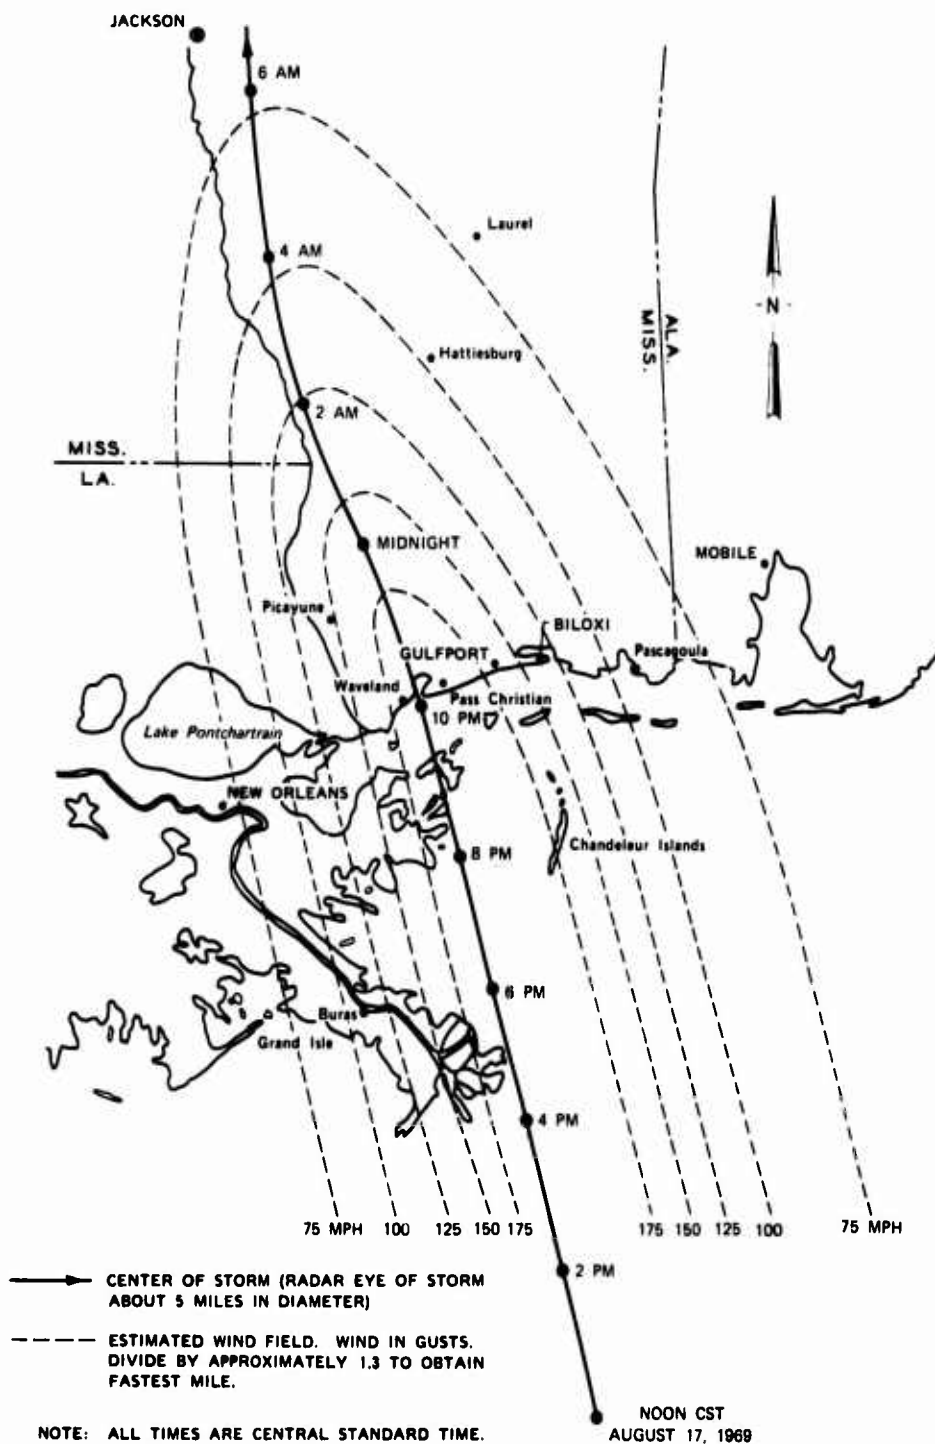 JACKSON
6 AM
Laurel
4 AM
N
MISS.
ALA.
Hattiesburg
2 AM
MISS.
LA.
MIDNIGHT
MOBILE
Picayune
BILOXI
GULFPORT
Pascagoula
Waveland
Pass Christian
10 PM
Lake Pontchartrain
NEW ORLEANS
Chandeleur Islands
8 PM
6 PM
Buras
Grand Isle
4 PM
75 MPH 100 125 150 175 175 150 125 100 75 MPH
2 PM
CENTER OF STORM (RADAR EYE OF STORM
ABOUT 5 MILES IN DIAMETER)
ESTIMATED WIND FIELD. WIND IN GUSTS.
DIVIDE BY APPROXIMATELY 1.3 TO OBTAIN
FASTEST MILE.
NOON CST
AUGUST 17, 1969
NOTE: ALL TIMES ARE CENTRAL STANDARD TIME.